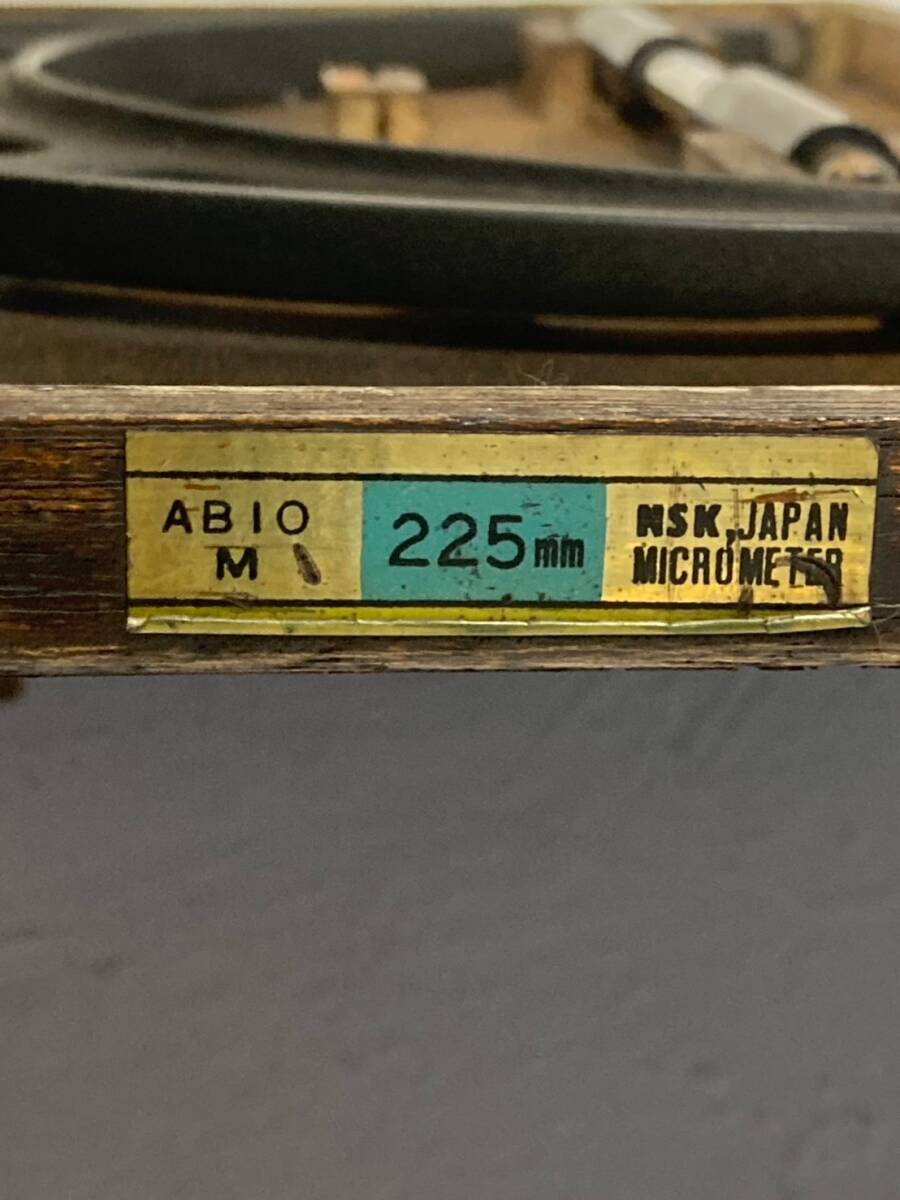 AB10
M
225mm
NSK, JAPAN
MICROMETER